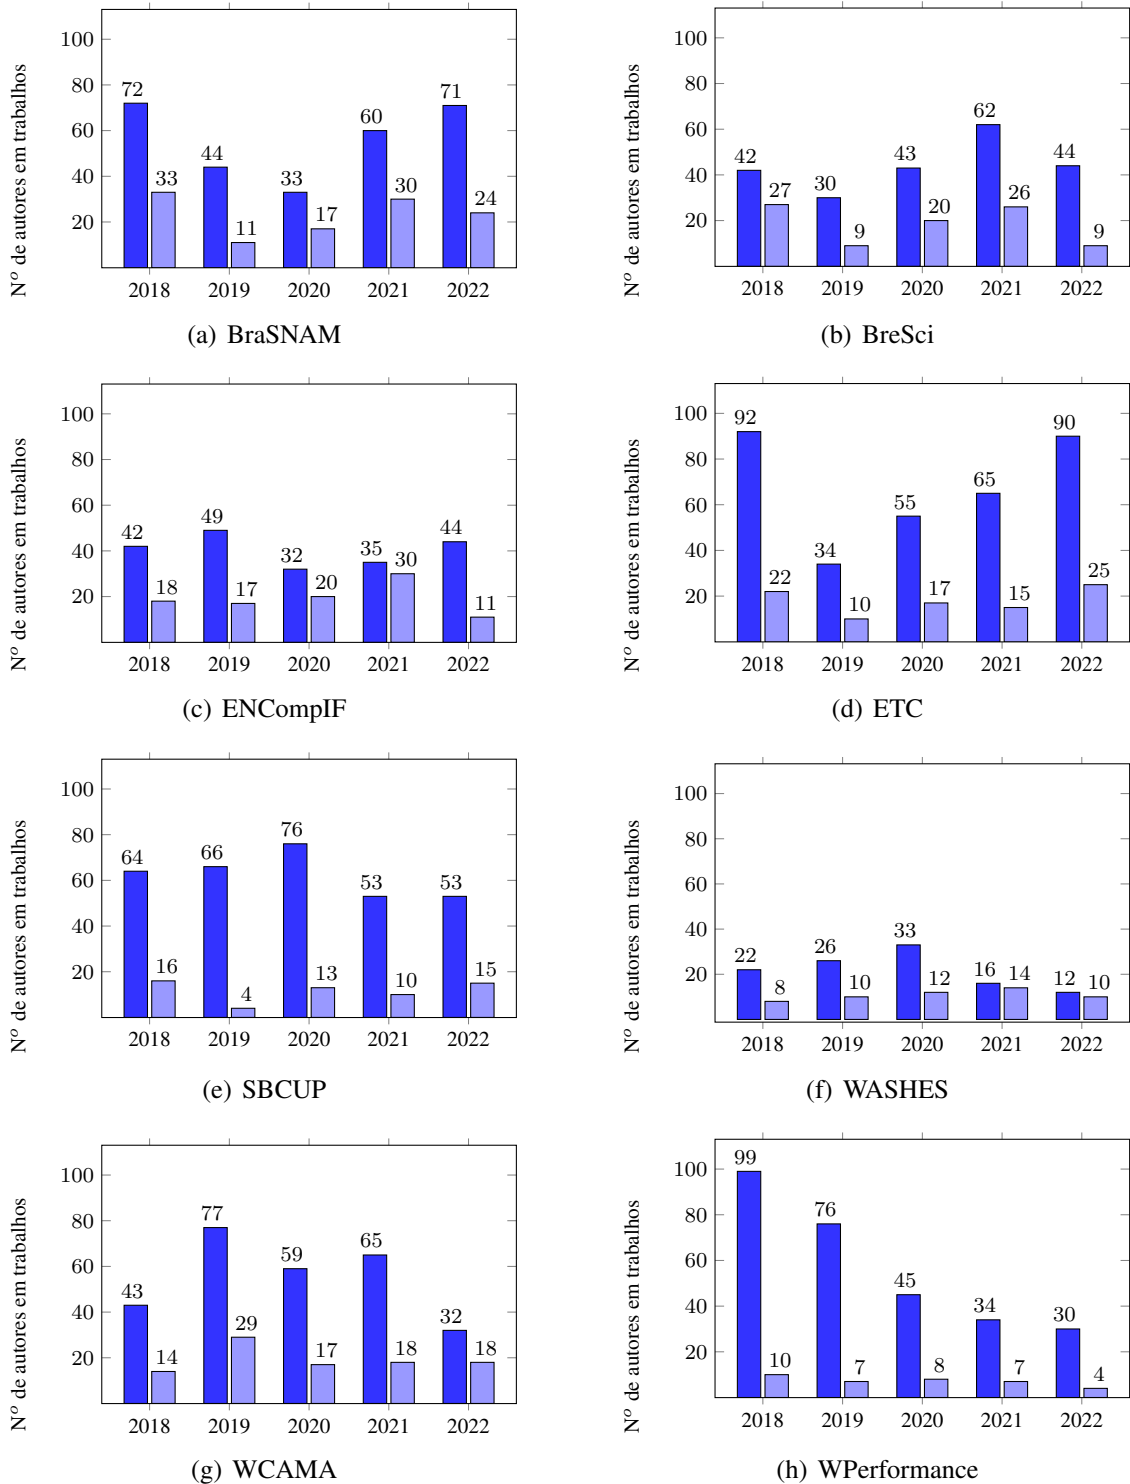 Nº de autores em trabalhos
100
80
60
40
20
72 33 44 11 33 17 60 30 71 24
2018 2019 2020 2021 2022
(a) BraSNAM
Nº de autores em trabalhos
100
80
60
40
20
42 27 30 9 43 20 62 26 44 9
2018 2019 2020 2021 2022
(b) BreSci
Nº de autores em trabalhos
100
80
60
40
20
42 18 49 17 32 20 35 30 44 11
2018 2019 2020 2021 2022
(c) ENCompIF
Nº de autores em trabalhos
100
80
60
40
20
92 22 34 10 55 17 65 15 90 25
2018 2019 2020 2021 2022
(d) ETC
Nº de autores em trabalhos
100
80
60
40
20
64 16 66 4 76 13 53 10 53 15
2018 2019 2020 2021 2022
(e) SBCUP
Nº de autores em trabalhos
100
80
60
40
20
22 8 26 10 33 12 16 14 12 10
2018 2019 2020 2021 2022
(f) WASHES
Nº de autores em trabalhos
100
80
60
40
20
43 14 77 29 59 17 65 18 32 18
2018 2019 2020 2021 2022
(g) WCAMA
Nº de autores em trabalhos
100
80
60
40
20
99 10 76 7 45 8 34 7 30 4
2018 2019 2020 2021 2022
(h) WPerformance